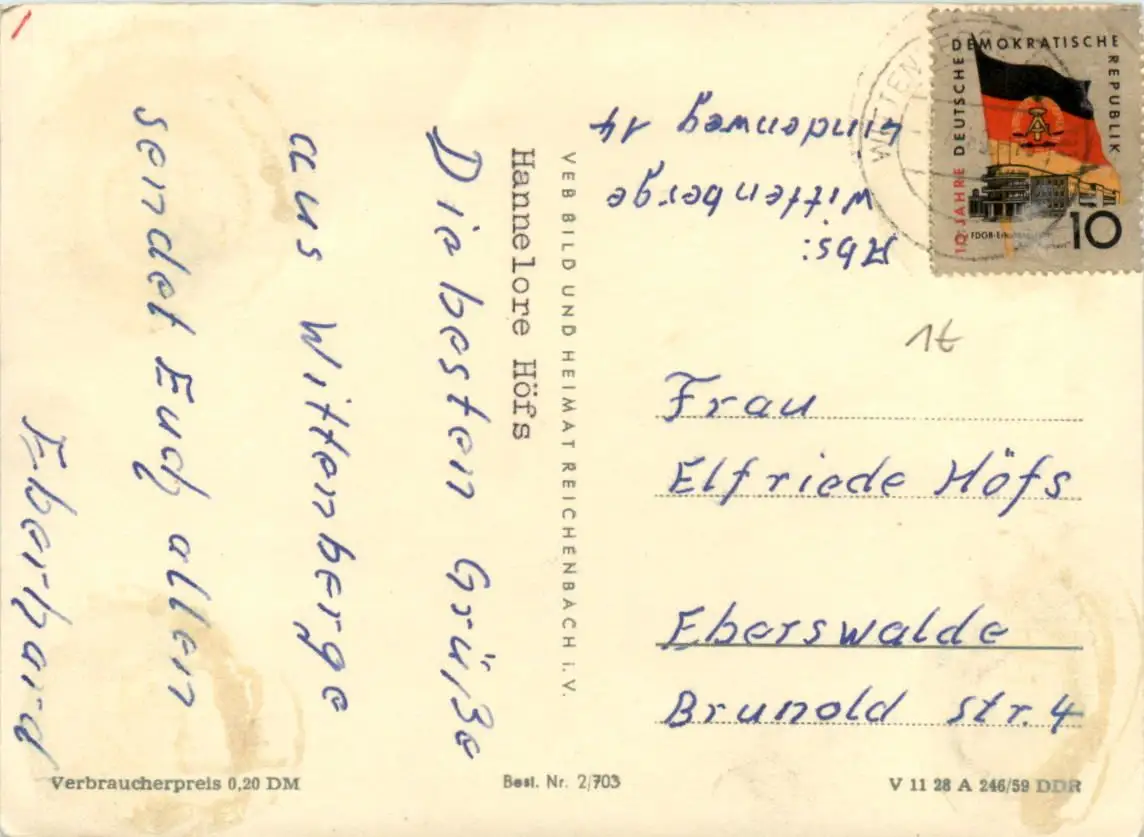 Die besten Grüße
aus Wittenberge
sendet Euch allen
Eberhard
Hannelore Höfs
VEB BILD UND HEIMAT REICHENBACH i. V.
Abs:
Wittenberge
Lindenweg 14
10 JAHRE DEUTSCHE DEMOKRATISCHE REPUBLIK
10
WITTEN
Frau
Elfriede Höfs
Eberswalde
Brunold str. 4
Verbraucherpreis 0,20 DM
Best. Nr. 2/703
V 11 28 A 246/59 DDR